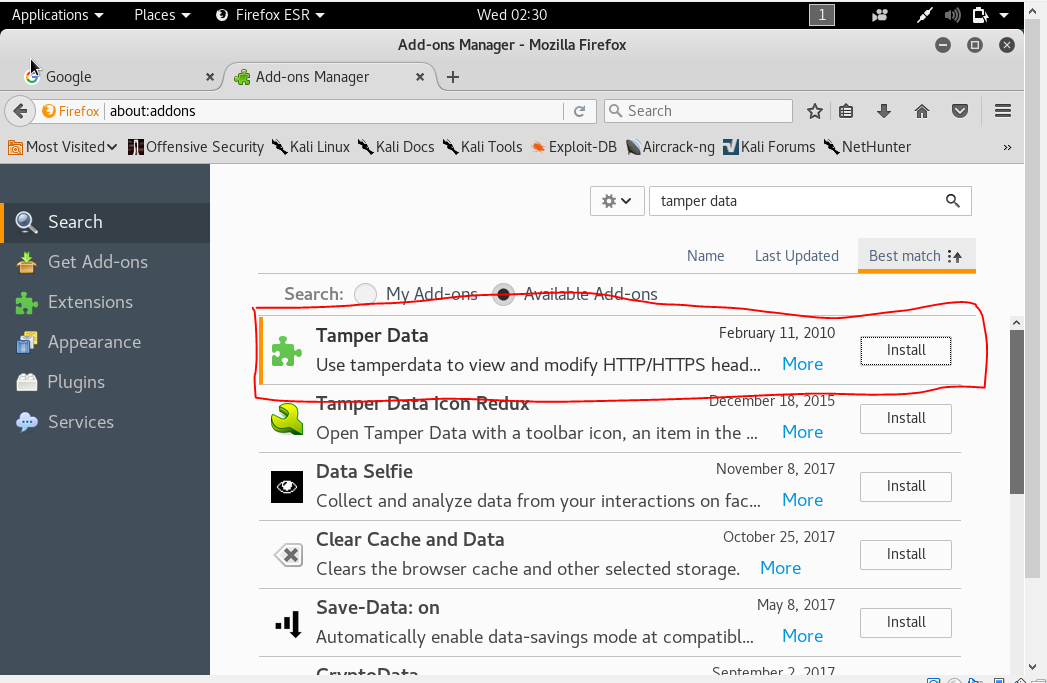 Applications Places Firefox ESR Wed 02:30 1
Add-ons Manager - Mozilla Firefox
Google Add-ons Manager
Firefox about:addons Search
Most Visited Offensive Security Kali Linux Kali Docs Kali Tools Exploit-DB Aircrack-ng Kali Forums NetHunter »
tamper data
Search
Get Add-ons
Extensions
Appearance
Plugins
Services
Name Last Updated Best match
Search: My Add-ons Available Add-ons
Tamper Data February 11, 2010
Use tamperdata to view and modify HTTP/HTTPS head... More Install
Tamper Data Icon Redux December 18, 2015
Open Tamper Data with a toolbar icon, an item in the ... More Install
Data Selfie November 8, 2017
Collect and analyze data from your interactions on fac... More Install
Clear Cache and Data October 25, 2017
Clears the browser cache and other selected storage. More Install
Save-Data: on May 8, 2017
Automatically enable data-savings mode at compatibl... More Install
CryptoData September 2, 2017